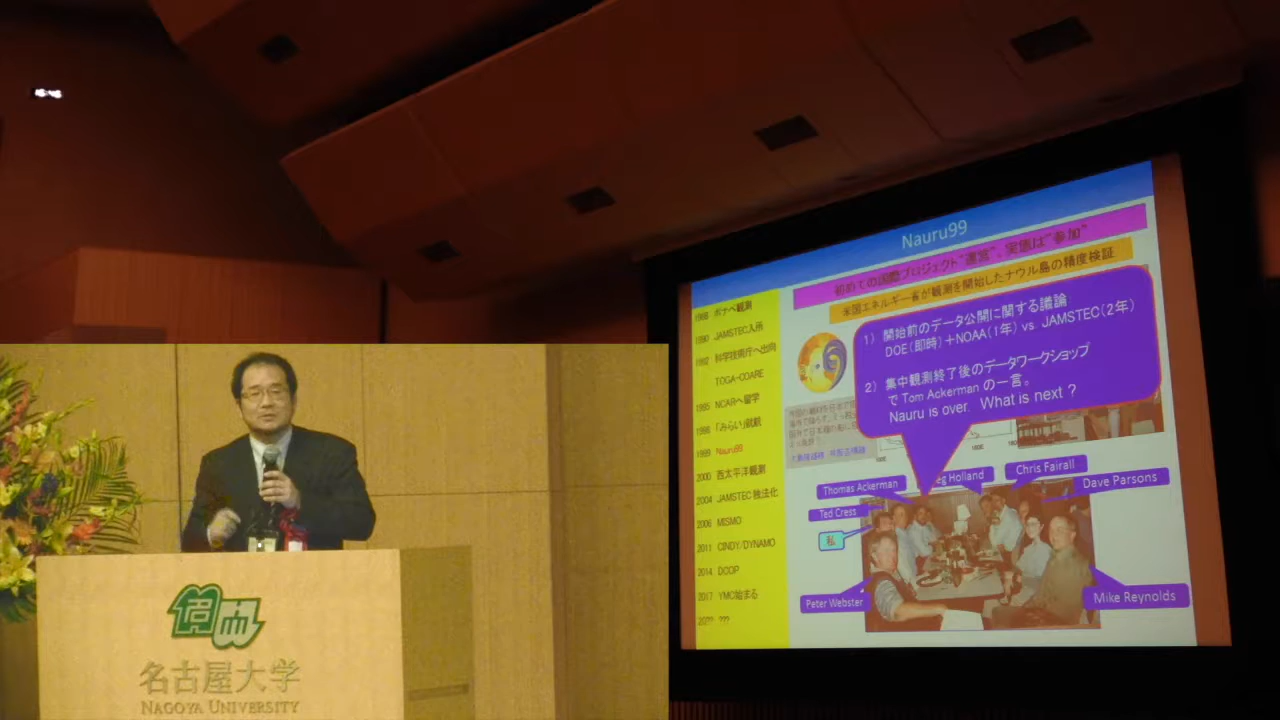 Nauru99
初めての国際プロジェクト"運営"。実態は"参加"
米国エネルギー省が観測を開始したナウル島の精度検証
1) 開始前のデータ公開に関する議論
DOE(即時)+NOAA(1年) vs. JAMSTEC(2年)
2) 集中観測終了後のデータワークショップ
で Tom Ackerman の一言。
Nauru is over. What is next ?
1988 ポナペ観測
1990 JAMSTEC入所
1992 科学技術庁へ出向
TOGA-COARE
1995 NCARへ留学
1998 「みらい」就航
1999 Nauru99
2000 西太平洋観測
2004 JAMSTEC 独法化
2006 MISMO
2011 CINDY/DYNAMO
2014 DCOP
2017 YMC始まる
20?? ???
Thomas Ackerman
eg Holland
Chris Fairall
Dave Parsons
Ted Cress
私
Peter Webster
Mike Reynolds
名古屋大学
NAGOYA UNIVERSITY